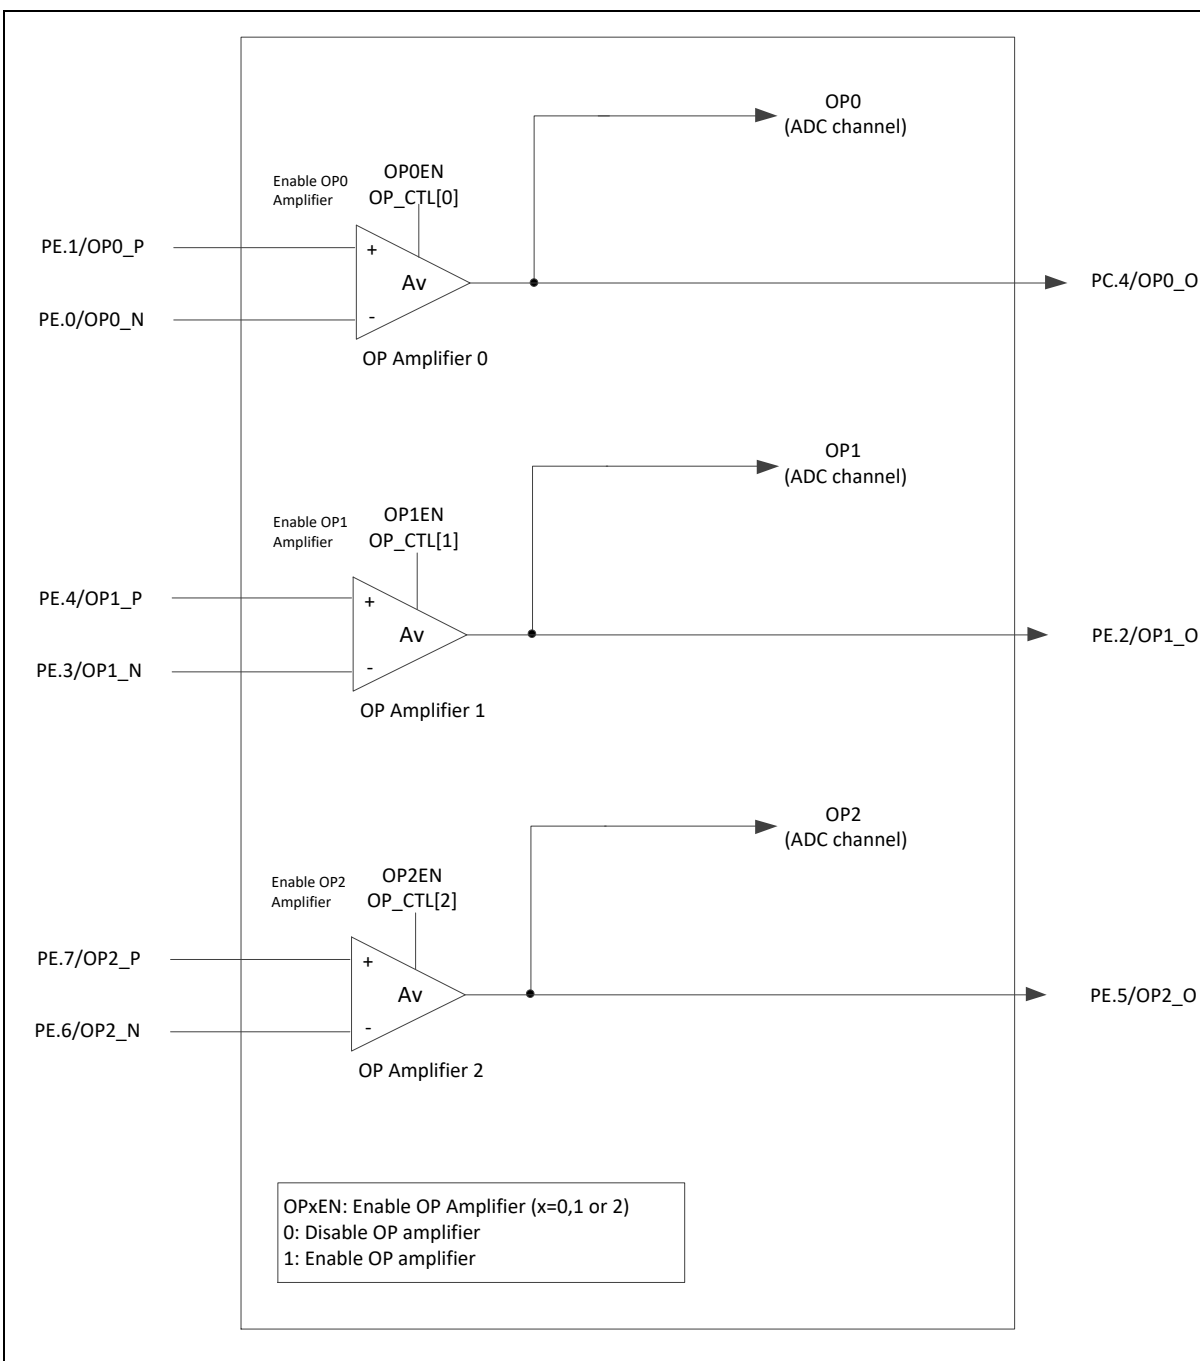 OP0
(ADC channel)
Enable OP0
Amplifier
OP0EN
OP_CTL[0]
PE.1/OP0_P
+
Av
PC.4/OP0_O
PE.0/OP0_N
-
OP Amplifier 0
OP1
(ADC channel)
Enable OP1
Amplifier
OP1EN
OP_CTL[1]
PE.4/OP1_P
+
Av
PE.2/OP1_O
PE.3/OP1_N
-
OP Amplifier 1
OP2
(ADC channel)
Enable OP2
Amplifier
OP2EN
OP_CTL[2]
PE.7/OP2_P
+
Av
PE.5/OP2_O
PE.6/OP2_N
-
OP Amplifier 2
OPxEN: Enable OP Amplifier (x=0,1 or 2)
0: Disable OP amplifier
1: Enable OP amplifier